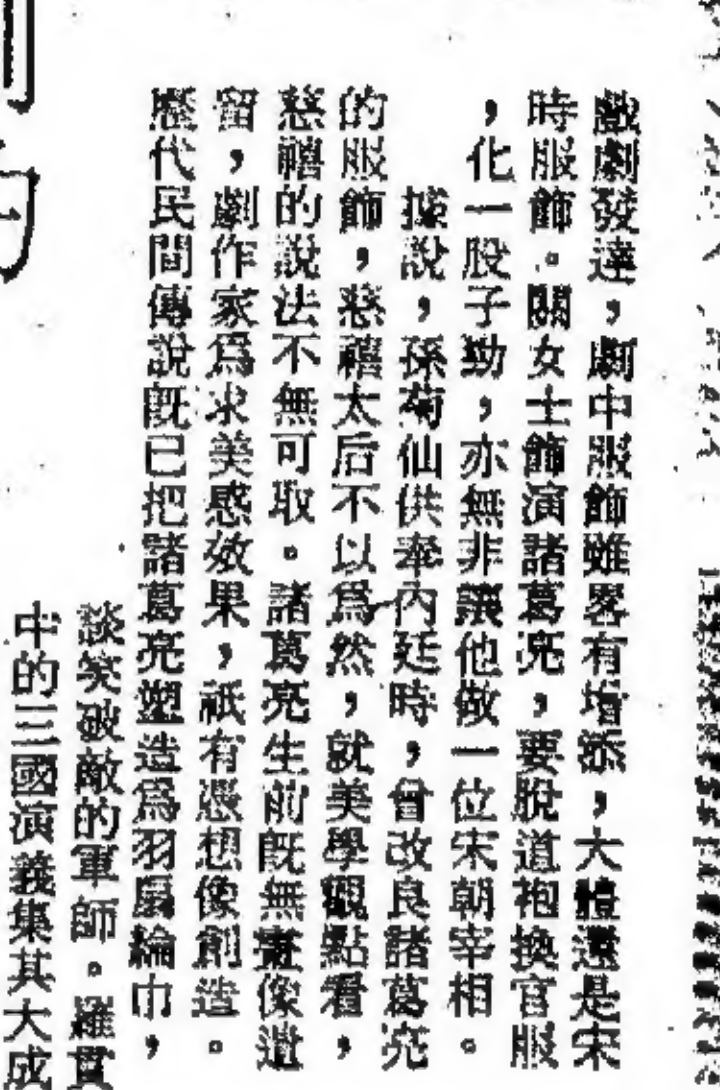 戲劇發達，劇中服飾雖畧有增添，大體還是宋
時服飾。關女士飾演諸葛亮，要脫道袍換官服
，化一股子勁，亦無非讓他做一位宋朝宰相。
據說，孫菊仙供奉內廷時，曾改良諸葛亮
的服飾，慈禧太后不以爲然，就美學觀點看，
慈禧的說法不無可取。諸葛亮生前旣無畫像遺
留，劇作家爲求美感效果，祇有憑想像創造。
歷代民間傳說旣已把諸葛亮塑造爲羽扇綸巾，
談笑破敵的軍師。羅貫
中的三國演義集其大成